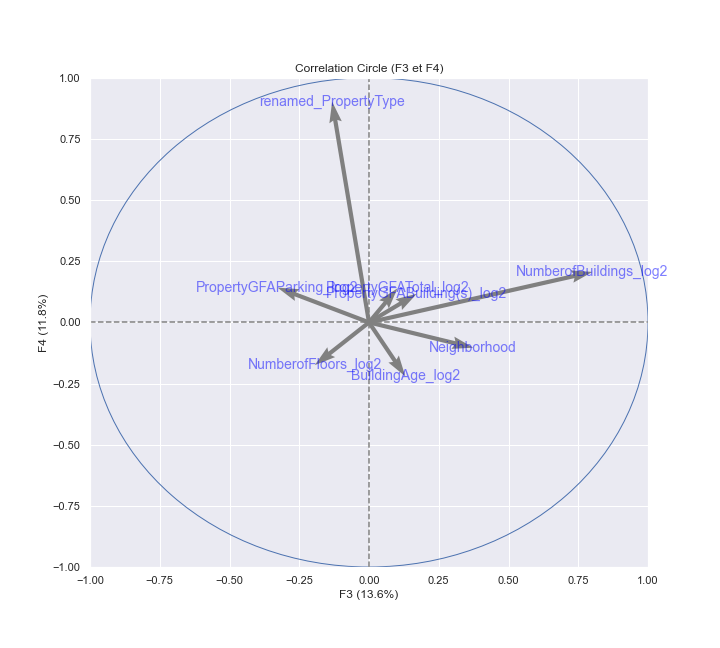 Correlation Circle (F3 et F4)
1.00
0.75
0.50
0.25
0.00
−0.25
−0.50
−0.75
−1.00
F4 (11.8%)
renamed_PropertyType
NumberofBuildings_log2
PropertyGFAParking_log2
PropertyGFATotal_log2
PropertyGFABuilding(s)_log2
Neighborhood
NumberofFloors_log2
BuildingAge_log2
−1.00 −0.75 −0.50 −0.25 0.00 0.25 0.50 0.75 1.00
F3 (13.6%)